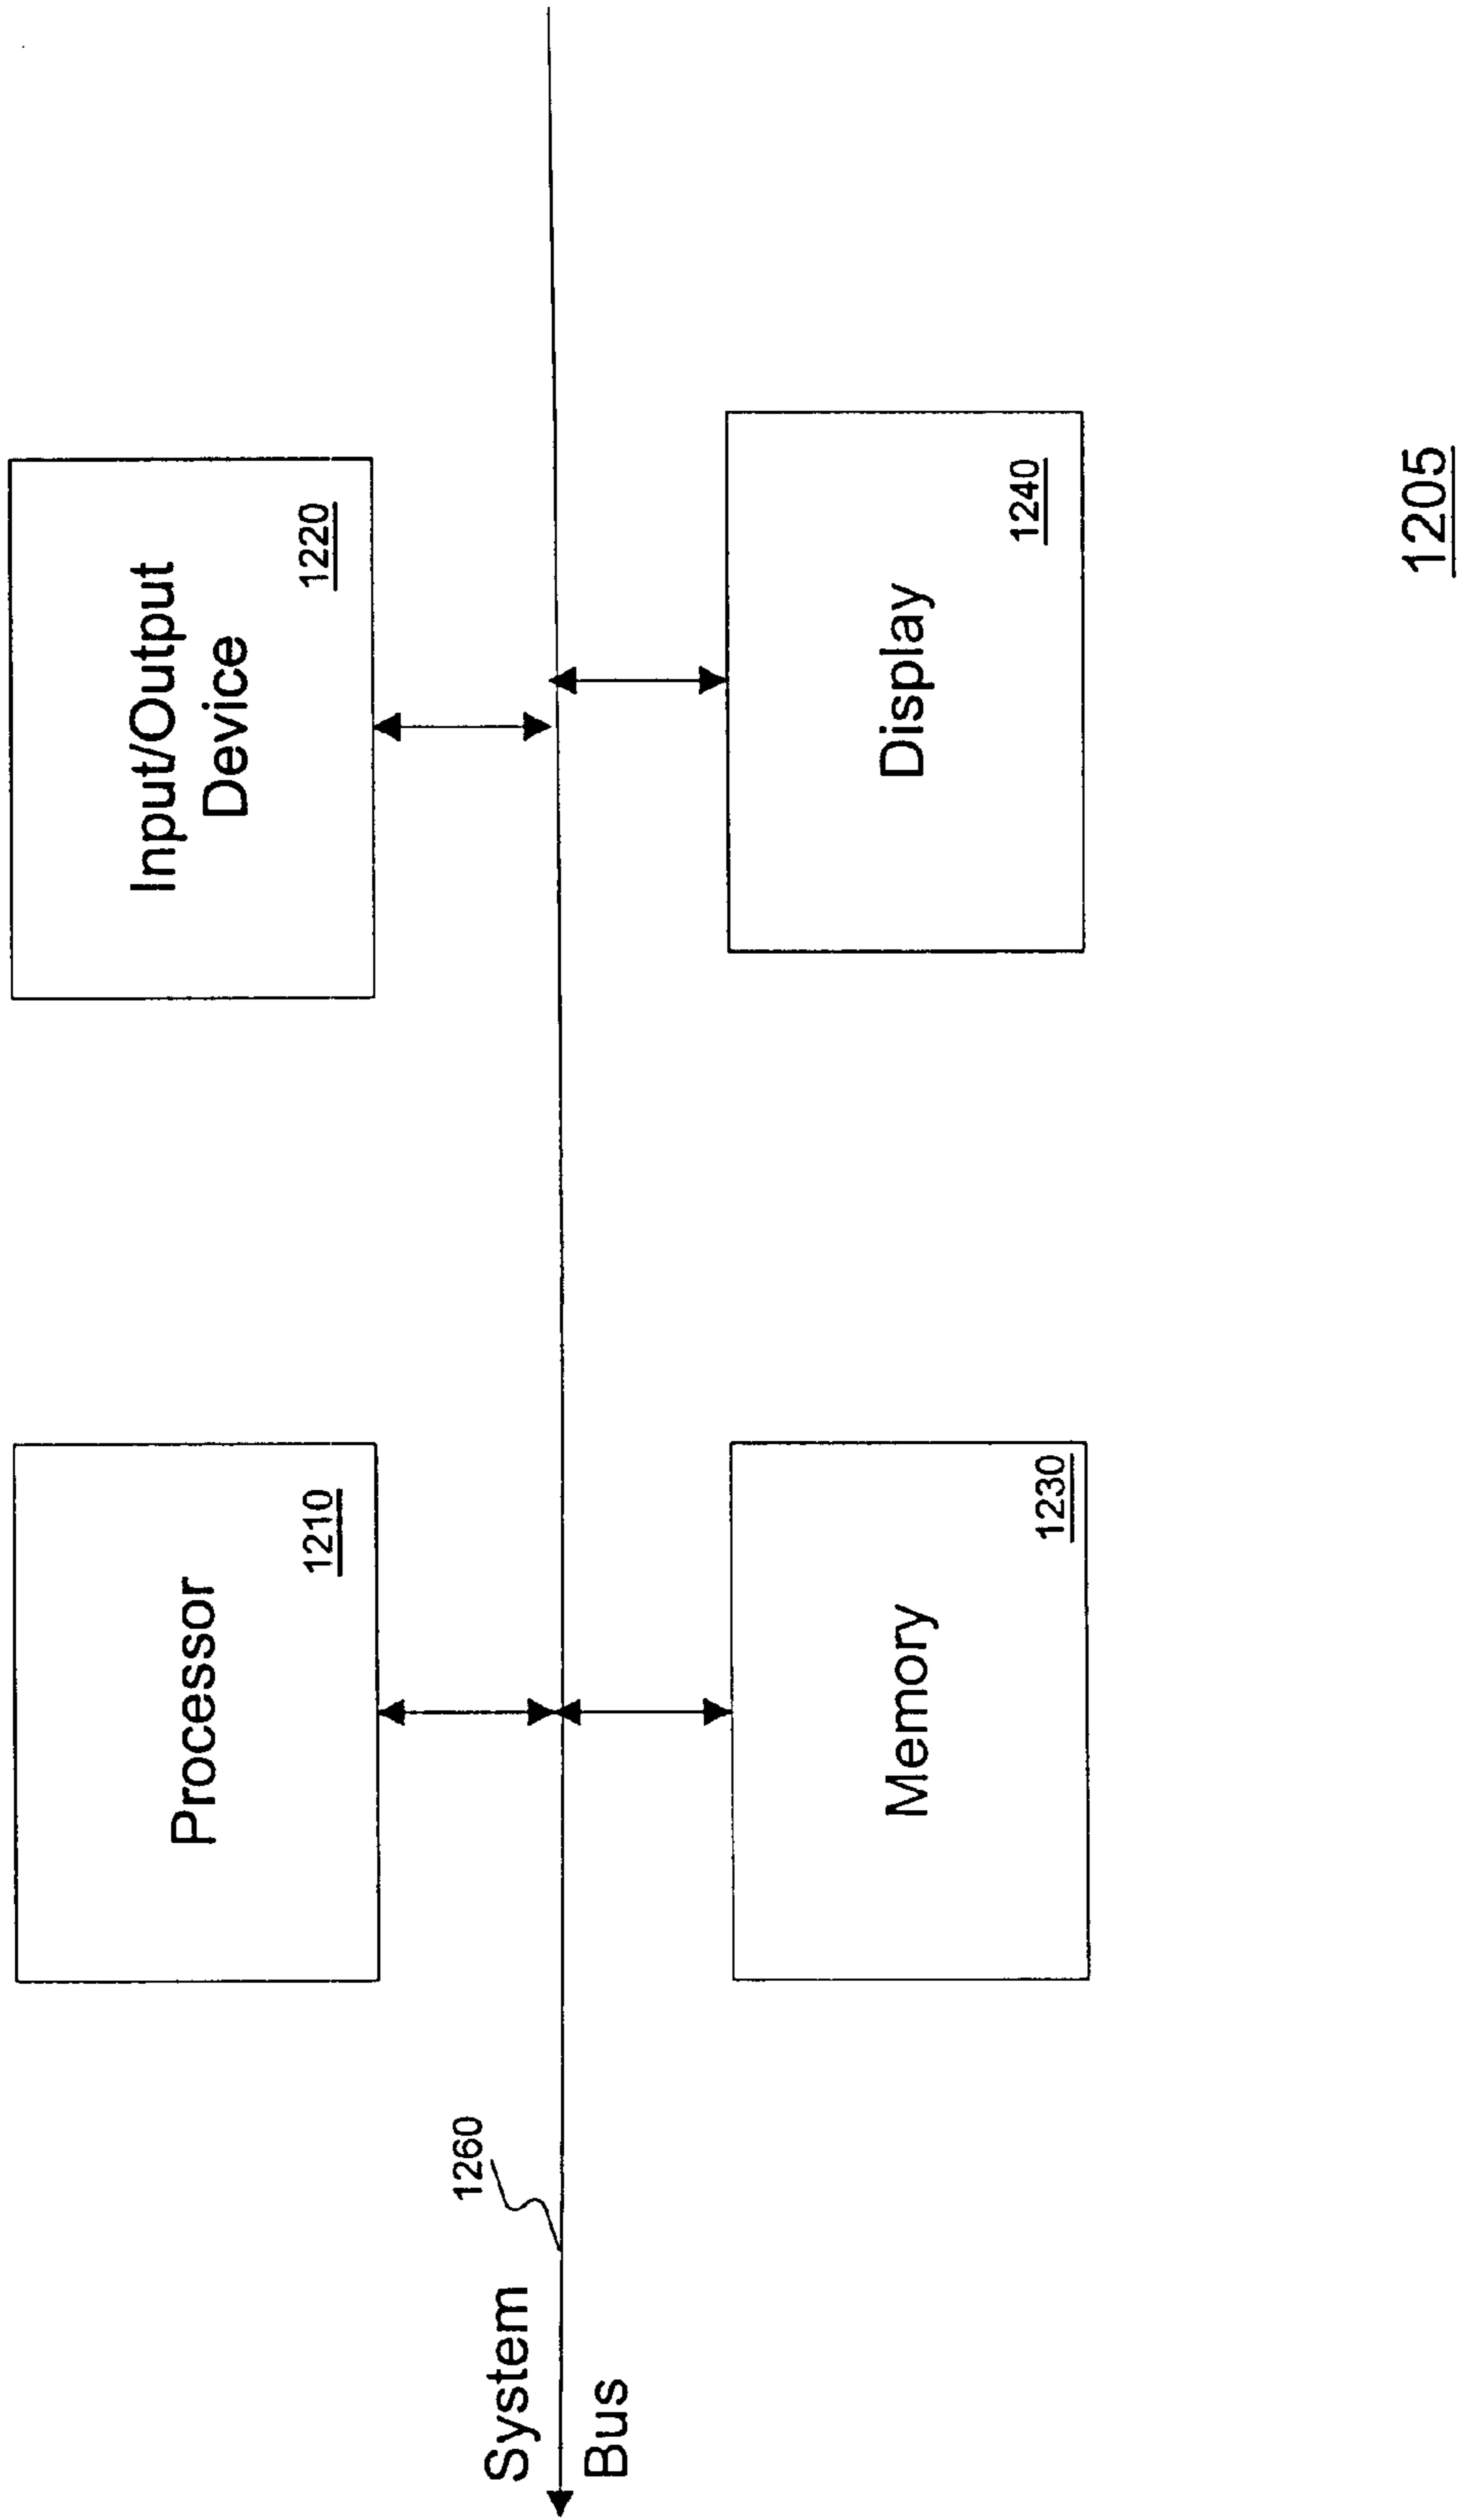 Processor
1210
Input/Output
Device
1220
1260
System
Bus
Memory
1230
Display
1240
1205